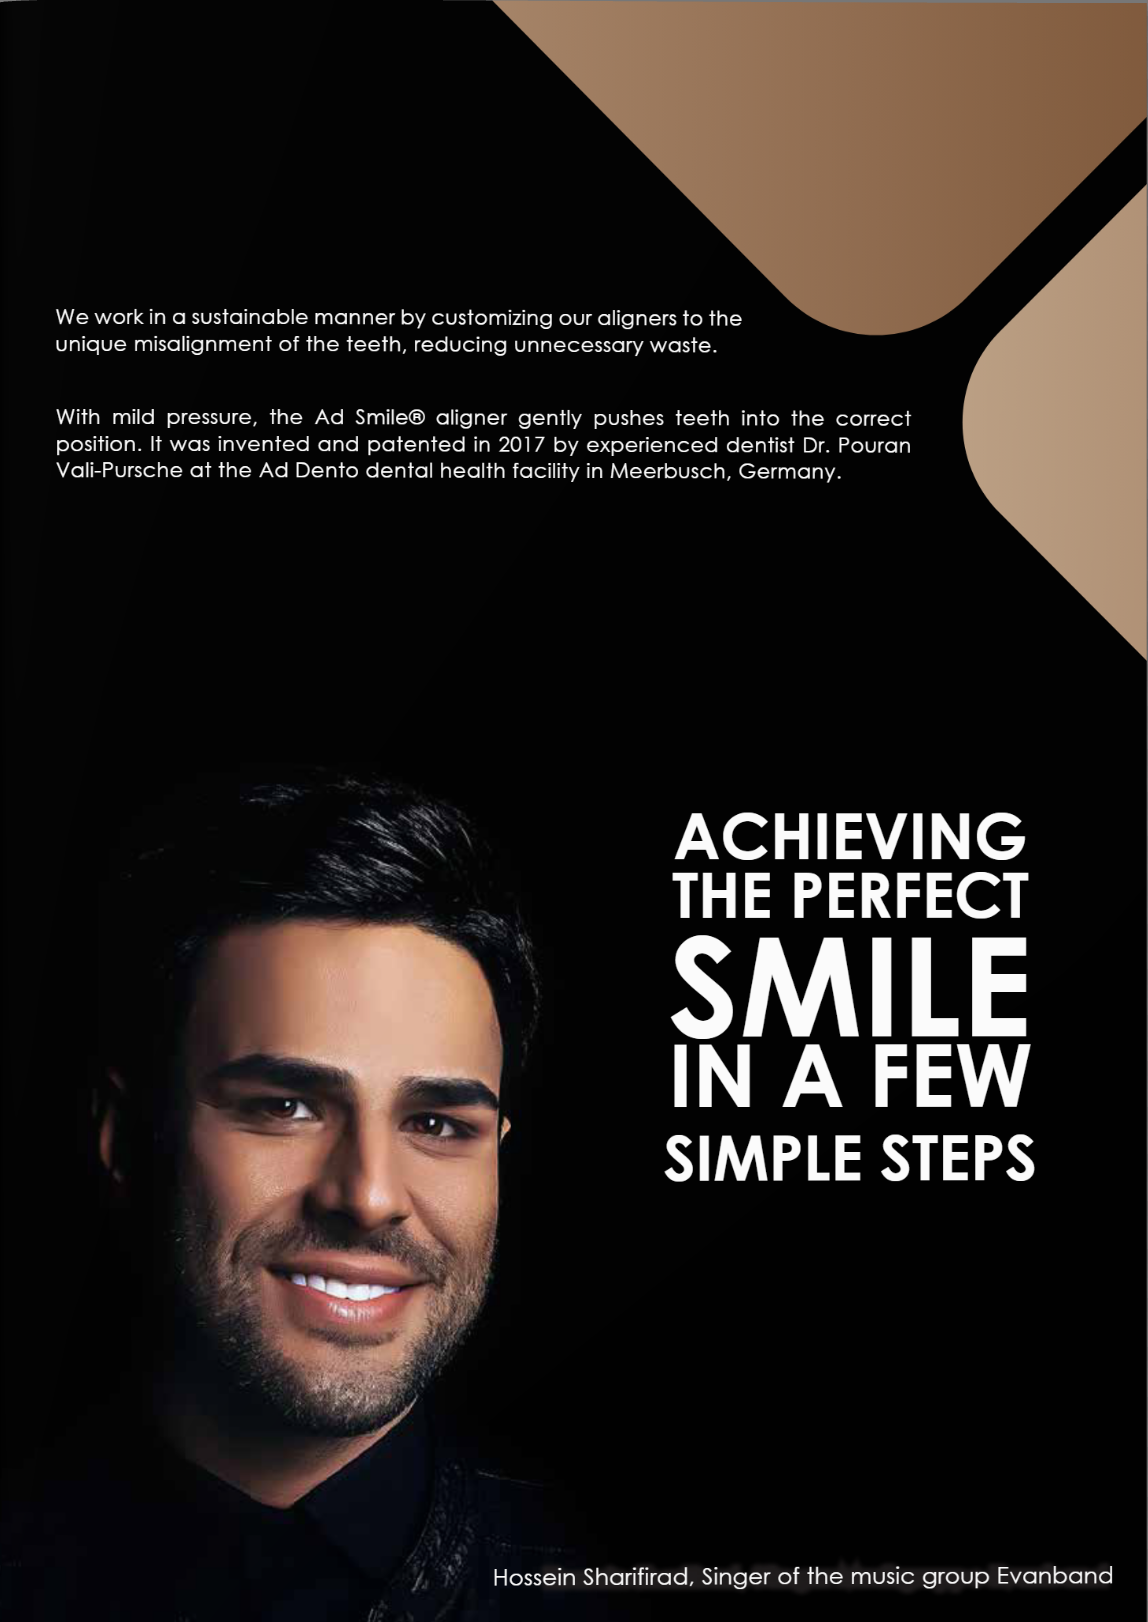 We work in a sustainable manner by customizing our aligners to the
unique misalignment of the teeth, reducing unnecessary waste.
With mild pressure, the Ad Smile® aligner gently pushes teeth into the correct
position. It was invented and patented in 2017 by experienced dentist Dr. Pouran
Vali-Pursche at the Ad Dento dental health facility in Meerbusch, Germany.
ACHIEVING
THE PERFECT
SMILE
IN A FEW
SIMPLE STEPS
Hossein Sharifirad, Singer of the music group Evanband